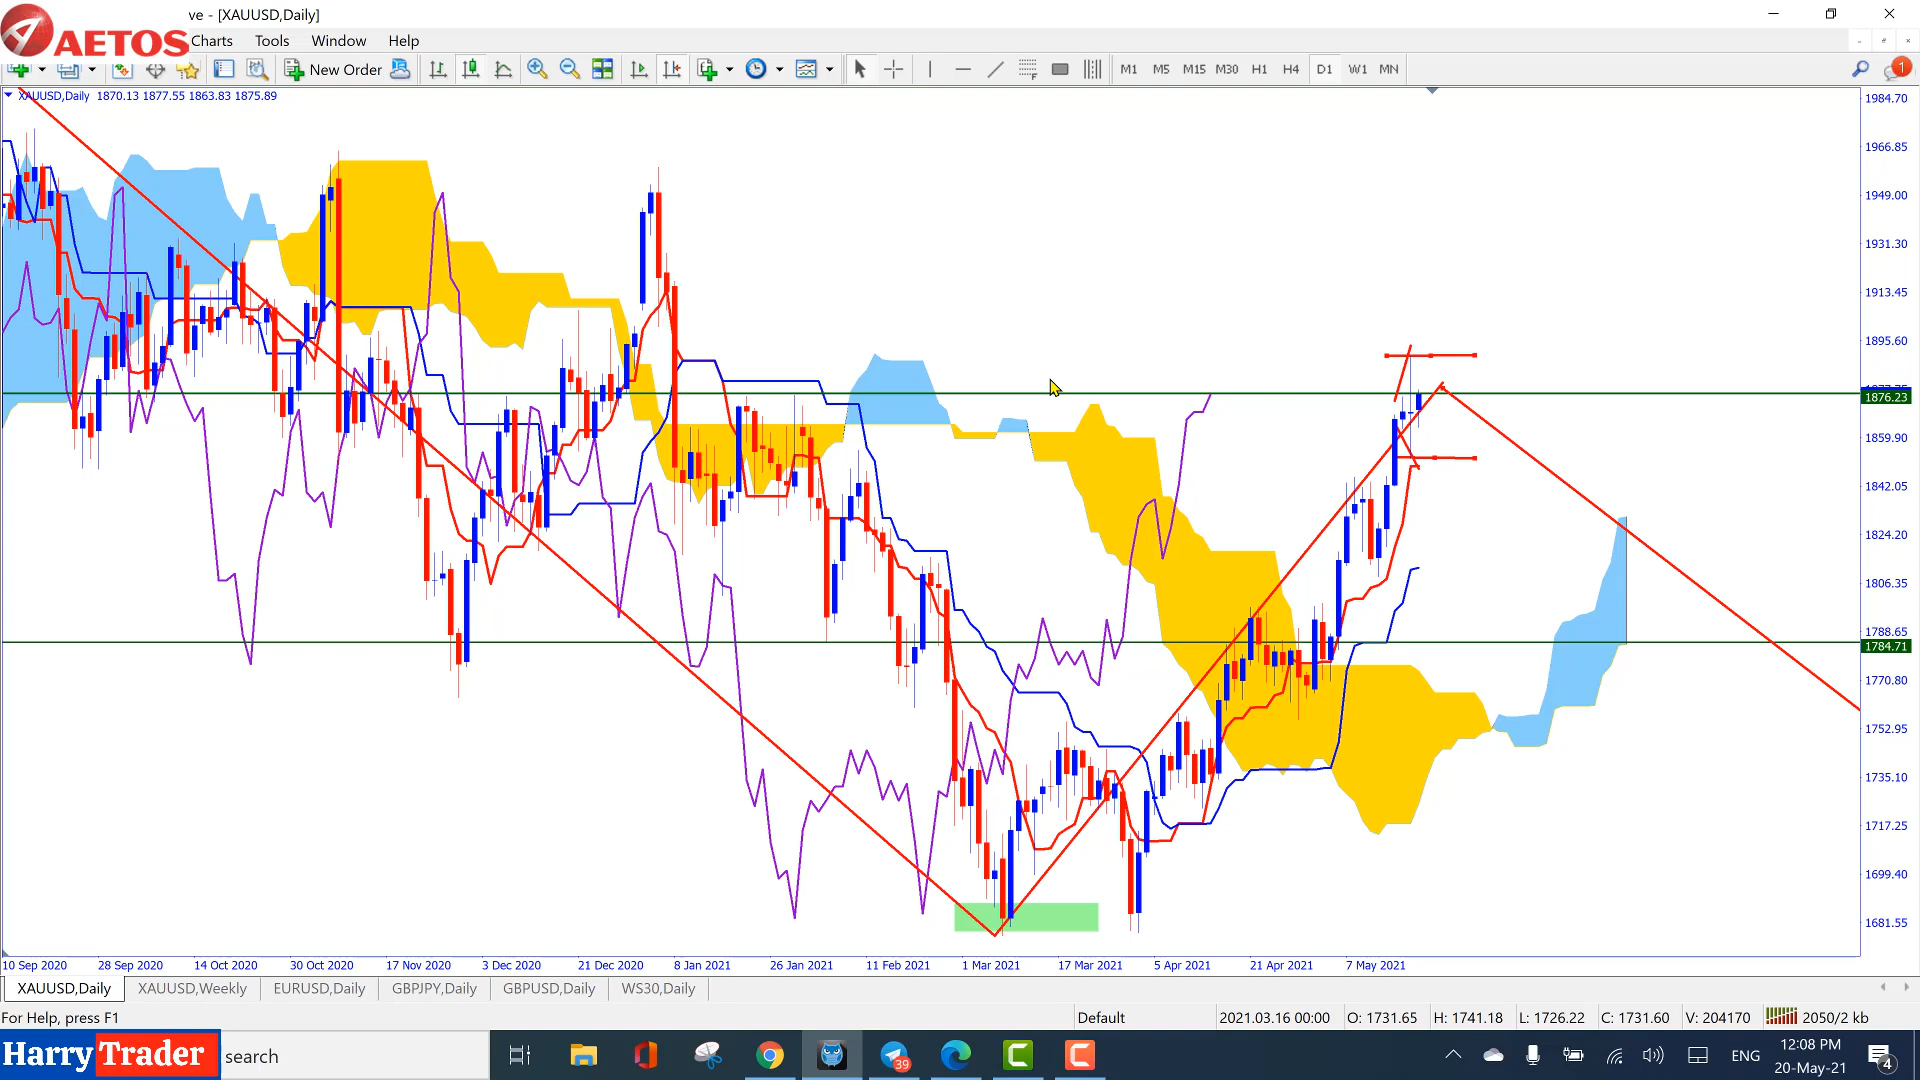 ve - [XAUUSD,Daily]
AETOS
Charts Tools Window Help
New Order M1 M5 M15 M30 H1 H4 D1 W1 MN 1
XAUUSD,Daily 1870.13 1877.55 1863.83 1875.89
1984.70
1966.85
1949.00
1931.30
1913.45
1895.60
1876.23
1859.90
1842.05
1824.20
1806.35
1788.65
1784.71
1770.80
1752.95
1735.10
1717.25
1699.40
1681.55
10 Sep 2020 28 Sep 2020 14 Oct 2020 30 Oct 2020 17 Nov 2020 3 Dec 2020 21 Dec 2020 8 Jan 2021 26 Jan 2021 11 Feb 2021 1 Mar 2021 17 Mar 2021 5 Apr 2021 21 Apr 2021 7 May 2021
XAUUSD,Daily XAUUSD,Weekly EURUSD,Daily GBPJPY,Daily GBPUSD,Daily WS30,Daily
For Help, press F1 Default 2021.03.16 00:00 O: 1731.65 H: 1741.18 L: 1726.22 C: 1731.60 V: 204170 2050/2 kb
Harry Trader search 39 ENG 12:08 PM 4
20-May-21